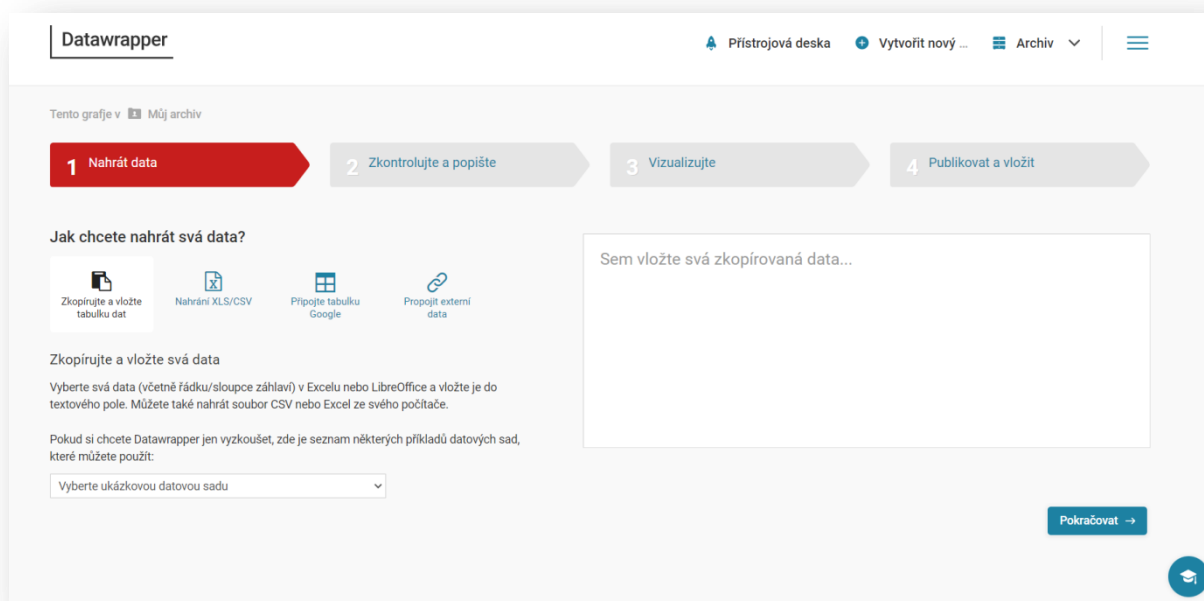 Datawrapper
Přístrojová deska
Vytvořit nový ...
Archiv
Tento grafje v Můj archiv
1 Nahrát data
2 Zkontrolujte a popište
3 Vizualizujte
4 Publikovat a vložit
Jak chcete nahrát svá data?
Zkopírujte a vložte
tabulku dat
Nahrání XLS/CSV
Připojte tabulku
Google
Propojit externí
data
Zkopírujte a vložte svá data
Vyberte svá data (včetně řádku/sloupce záhlaví) v Excelu nebo LibreOffice a vložte je do
textového pole. Můžete také nahrát soubor CSV nebo Excel ze svého počítače.
Pokud si chcete Datawrapper jen vyzkoušet, zde je seznam některých příkladů datových sad,
které můžete použít:
Vyberte ukázkovou datovou sadu
Sem vložte svá zkopírovaná data...
Pokračovat →